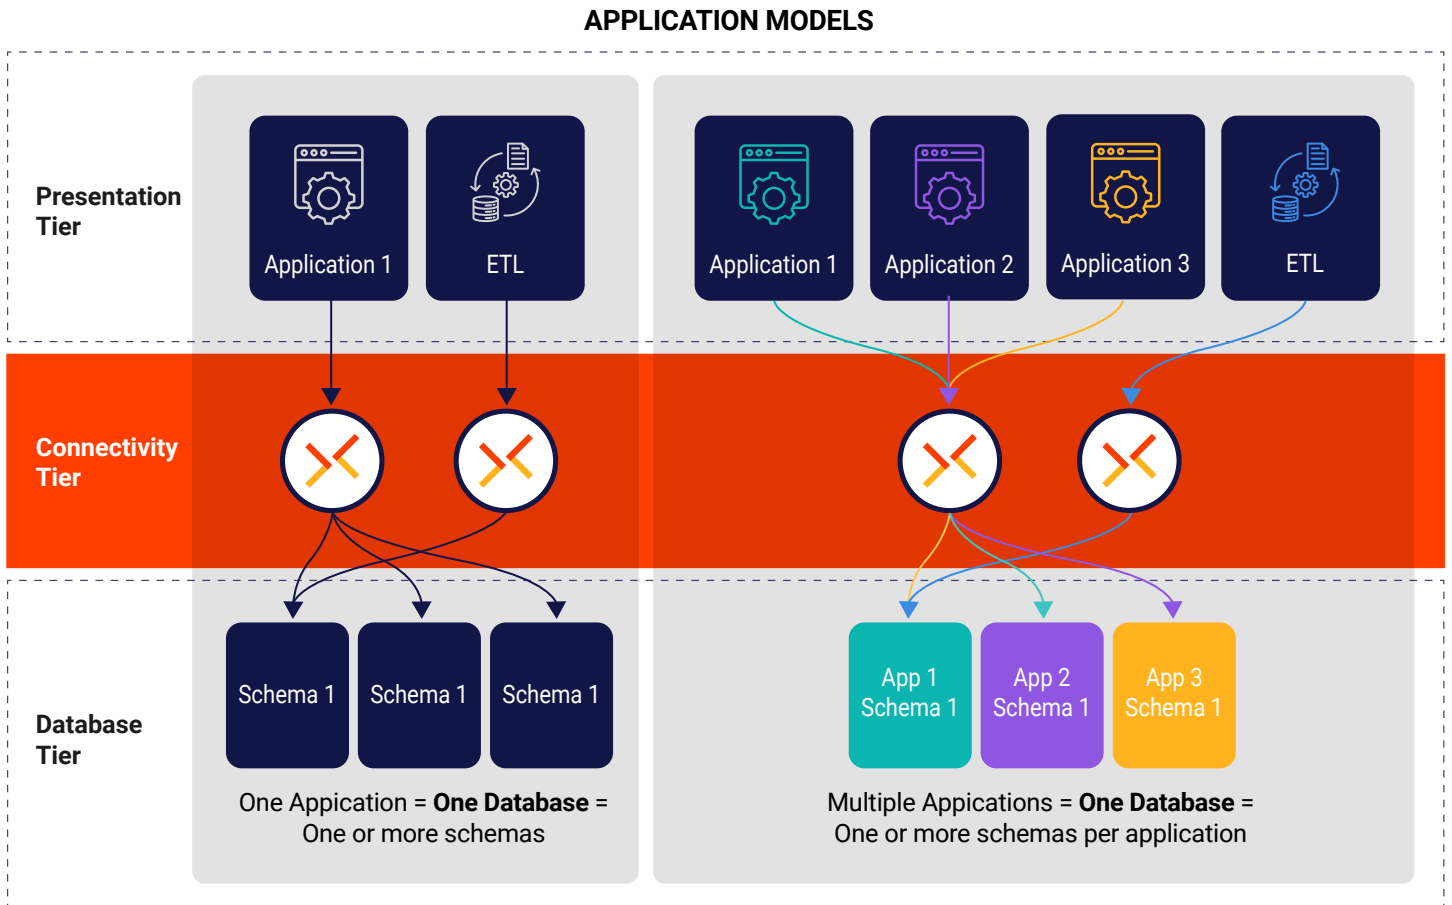 APPLICATION MODELS
Presentation
Tier
Application 1
ETL
Application 1
Application 2
Application 3
ETL
Connectivity
Tier
Database
Tier
Schema 1
Schema 1
Schema 1
One Appication = One Database =
One or more schemas
App 1
Schema 1
App 2
Schema 1
App 3
Schema 1
Multiple Appications = One Database =
One or more schemas per application